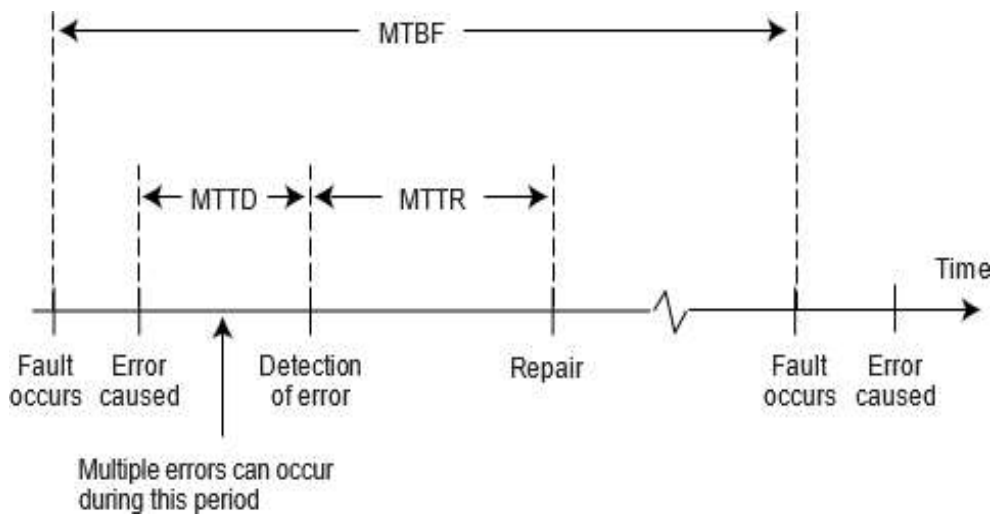 MTBF
MTTD
MTTR
Time
Fault
occurs
Error
caused
Detection
of error
Repair
Fault
occurs
Error
caused
Multiple errors can occur
during this period